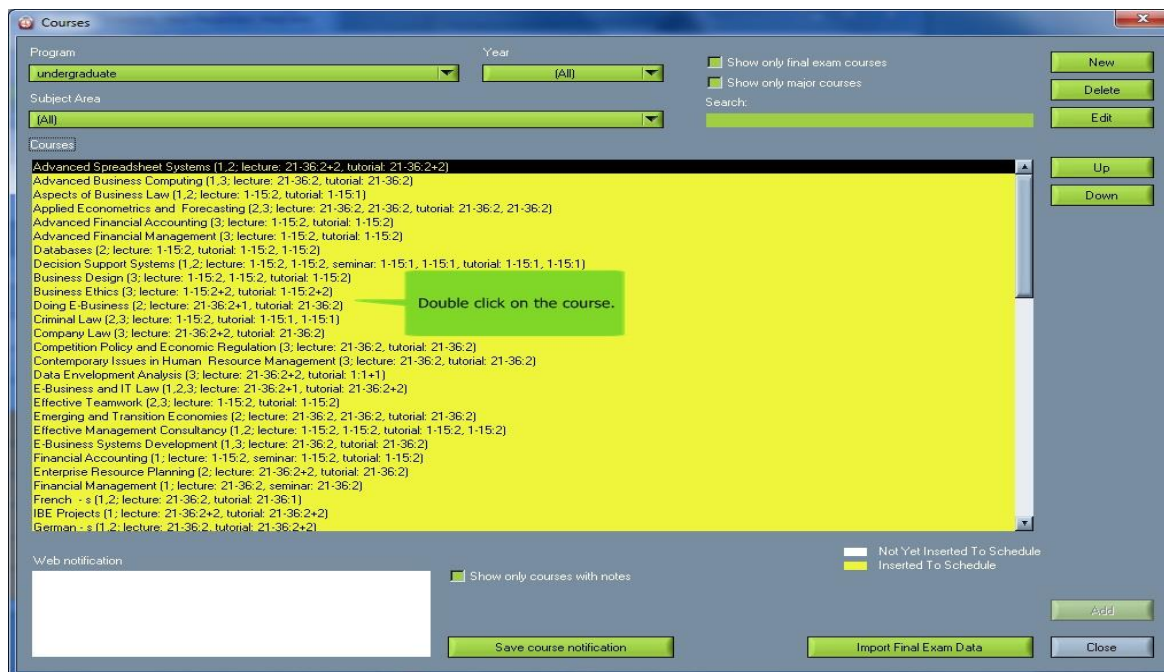 Courses
Program
Year
undergraduate
(All)
Show only final exam courses
New
Show only major courses
Delete
Subject Area
Search:
(All)
Edit
Courses
Advanced Spreadsheet Systems (1,2; lecture: 21-36:2+2, tutorial: 21-36:2+2)
Up
Advanced Business Computing (1,3; lecture: 21-36:2, tutorial: 21-36:2)
Aspects of Business Law (1,2; lecture: 1-15:2, tutorial: 1-15:1)
Down
Applied Econometrics and  Forecasting (2,3; lecture: 21-36:2, 21-36:2, tutorial: 21-36:2, 21-36:2)
Advanced Financial Accounting (3; lecture: 1-15:2, tutorial: 1-15:2)
Advanced Financial Management (3; lecture: 1-15:2, tutorial: 1-15:2)
Databases (2; lecture: 1-15:2, tutorial: 1-15:2, 1-15:2)
Decision Support Systems (1,2; lecture: 1-15:2, 1-15:2, seminar: 1-15:1, 1-15:1, tutorial: 1-15:1, 1-15:1)
Business Design (3; lecture: 1-15:2, 1-15:2, tutorial: 1-15:2)
Business Ethics (3; lecture: 1-15:2+2, tutorial: 1-15:2+2)
Doing E-Business (2; lecture: 21-36:2+1, tutorial: 21-36:2)
Double click on the course.
Criminal Law (2,3; lecture: 1-15:2, tutorial: 1-15:1, 1-15:1)
Company Law (3; lecture: 21-36:2+2, tutorial: 21-36:2)
Competition Policy and Economic Regulation (3; lecture: 21-36:2, tutorial: 21-36:2)
Contemporary Issues in Human  Resource Management (3; lecture: 21-36:2, tutorial: 21-36:2)
Data Envelopment Analysis (3; lecture: 21-36:2+2, tutorial: 1:1+1)
E-Business and IT Law (1,2,3; lecture: 21-36:2+1, tutorial: 21-36:2+2)
Effective Teamwork (2,3; lecture: 1-15:2, tutorial: 1-15:2)
Emerging and Transition Economies (2; lecture: 21-36:2, 21-36:2, tutorial: 21-36:2)
Effective Management Consultancy (1,2; lecture: 1-15:2, 1-15:2, tutorial: 1-15:2, 1-15:2)
E-Business Systems Development (1,3; lecture: 21-36:2, tutorial: 21-36:2)
Financial Accounting (1; lecture: 1-15:2, seminar: 1-15:2, tutorial: 1-15:2)
Enterprise Resource Planning (2; lecture: 21-36:2+2, tutorial: 21-36:2)
Financial Management (1; lecture: 21-36:2, seminar: 21-36:2)
French  - s (1,2; lecture: 21-36:2, tutorial: 21-36:1)
IBE Projects (1; lecture: 21-36:2+2, tutorial: 21-36:2+2)
German - s (1,2; lecture: 21-36:2, tutorial: 21-36:2+2)
Web notification
Not Yet Inserted To Schedule
Inserted To Schedule
Show only courses with notes
Add
Save course notification
Import Final Exam Data
Close